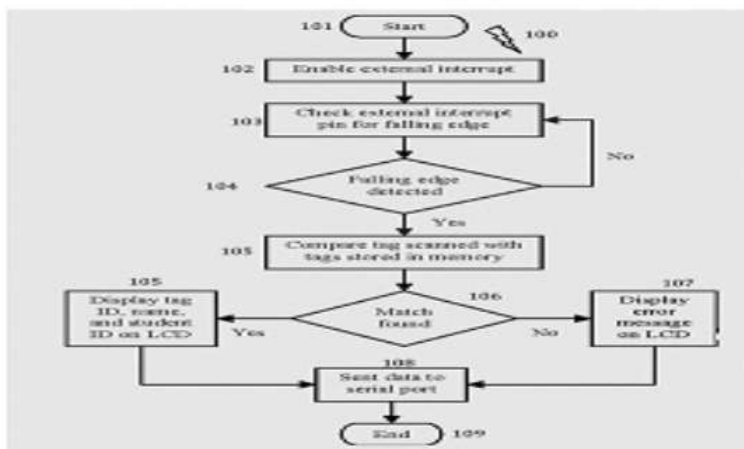 101 Start
100
102 Enable external interrupt
103 Check external interrupt
pin for falling edge
No
104 Falling edge
detected
Yes
105 Compare tag scanned with
tags stored in memory
105
Display tag
ID, name,
and student
ID on LCD
106
Match
found
Yes
No
107
Display
error
message
on LCD
108
Sent data to
serial port
End 109